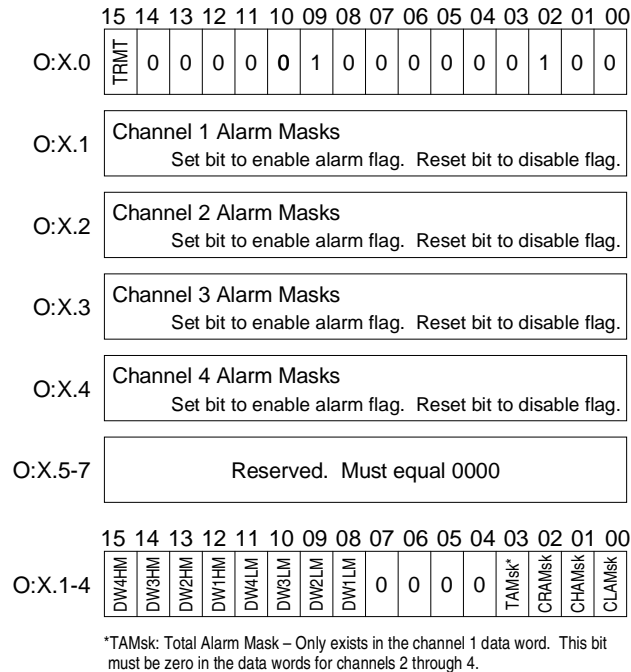 15 14 13 12 11 10 09 08 07 06 05 04 03 02 01 00
O:X.0 TRMT 0 0 0 0 0 1 0 0 0 0 0 0 1 0 0
O:X.1 Channel 1 Alarm Masks
Set bit to enable alarm flag. Reset bit to disable flag.
O:X.2 Channel 2 Alarm Masks
Set bit to enable alarm flag. Reset bit to disable flag.
O:X.3 Channel 3 Alarm Masks
Set bit to enable alarm flag. Reset bit to disable flag.
O:X.4 Channel 4 Alarm Masks
Set bit to enable alarm flag. Reset bit to disable flag.
O:X.5-7 Reserved. Must equal 0000
15 14 13 12 11 10 09 08 07 06 05 04 03 02 01 00
O:X.1-4 DW4HM DW3HM DW2HM DW1HM DW4LM DW3LM DW2LM DW1LM 0 0 0 0 TAMsk* CRAMsk CHAMsk CLAMsk
*TAMsk: Total Alarm Mask – Only exists in the channel 1 data word. This bit
must be zero in the data words for channels 2 through 4.